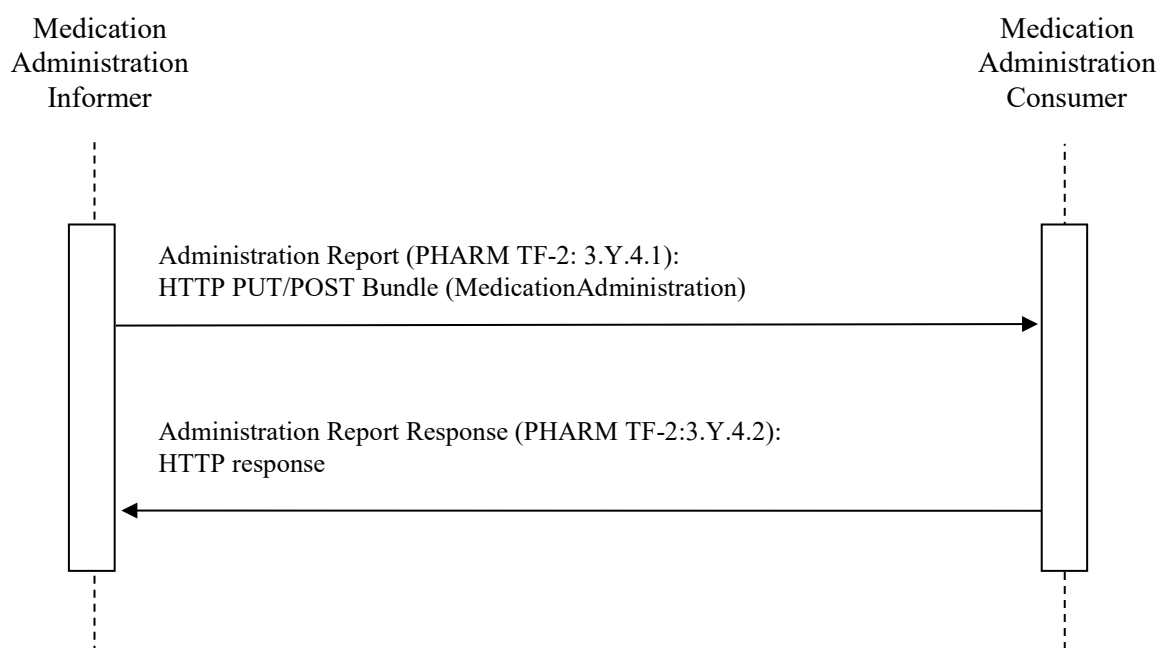 Medication
Administration
Informer
Medication
Administration
Consumer
Administration Report (PHARM TF-2: 3.Y.4.1):
HTTP PUT/POST Bundle (MedicationAdministration)
Administration Report Response (PHARM TF-2:3.Y.4.2):
HTTP response